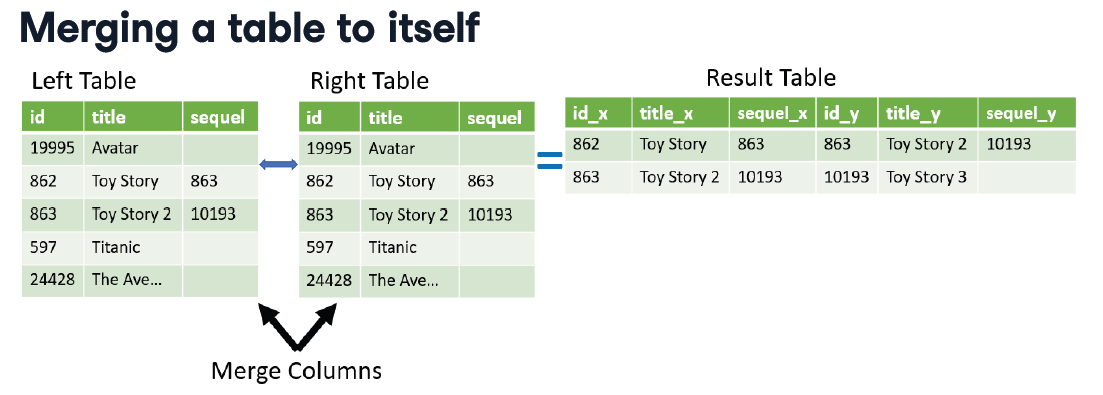 Merging a table to itself
Left Table
id title sequel
19995 Avatar
862 Toy Story 863
863 Toy Story 2 10193
597 Titanic
24428 The Ave...
Right Table
id title sequel
19995 Avatar
862 Toy Story 863
863 Toy Story 2 10193
597 Titanic
24428 The Ave...
Result Table
id_x title_x sequel_x id_y title_y sequel_y
862 Toy Story 863 863 Toy Story 2 10193
863 Toy Story 2 10193 10193 Toy Story 3
Merge Columns